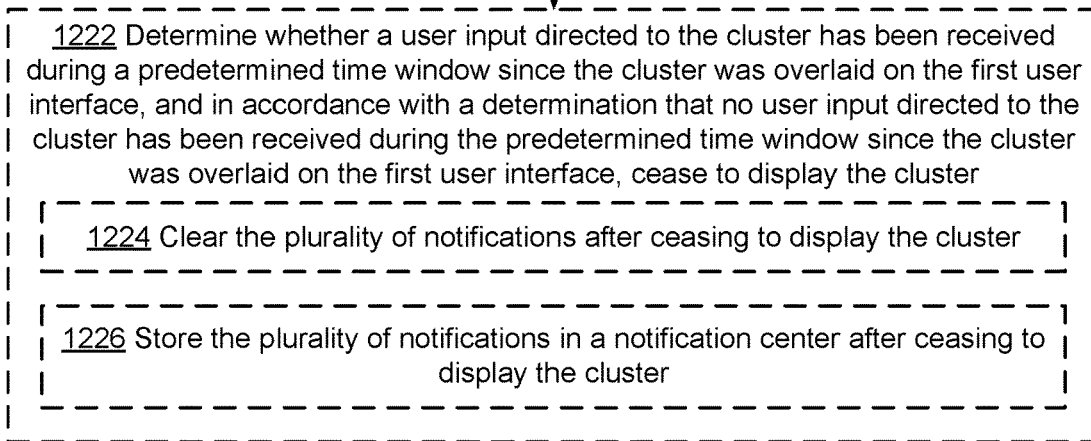 1222 Determine whether a user input directed to the cluster has been received
during a predetermined time window since the cluster was overlaid on the first user
interface, and in accordance with a determination that no user input directed to the
cluster has been received during the predetermined time window since the cluster
was overlaid on the first user interface, cease to display the cluster
1224 Clear the plurality of notifications after ceasing to display the cluster
1226 Store the plurality of notifications in a notification center after ceasing to
display the cluster